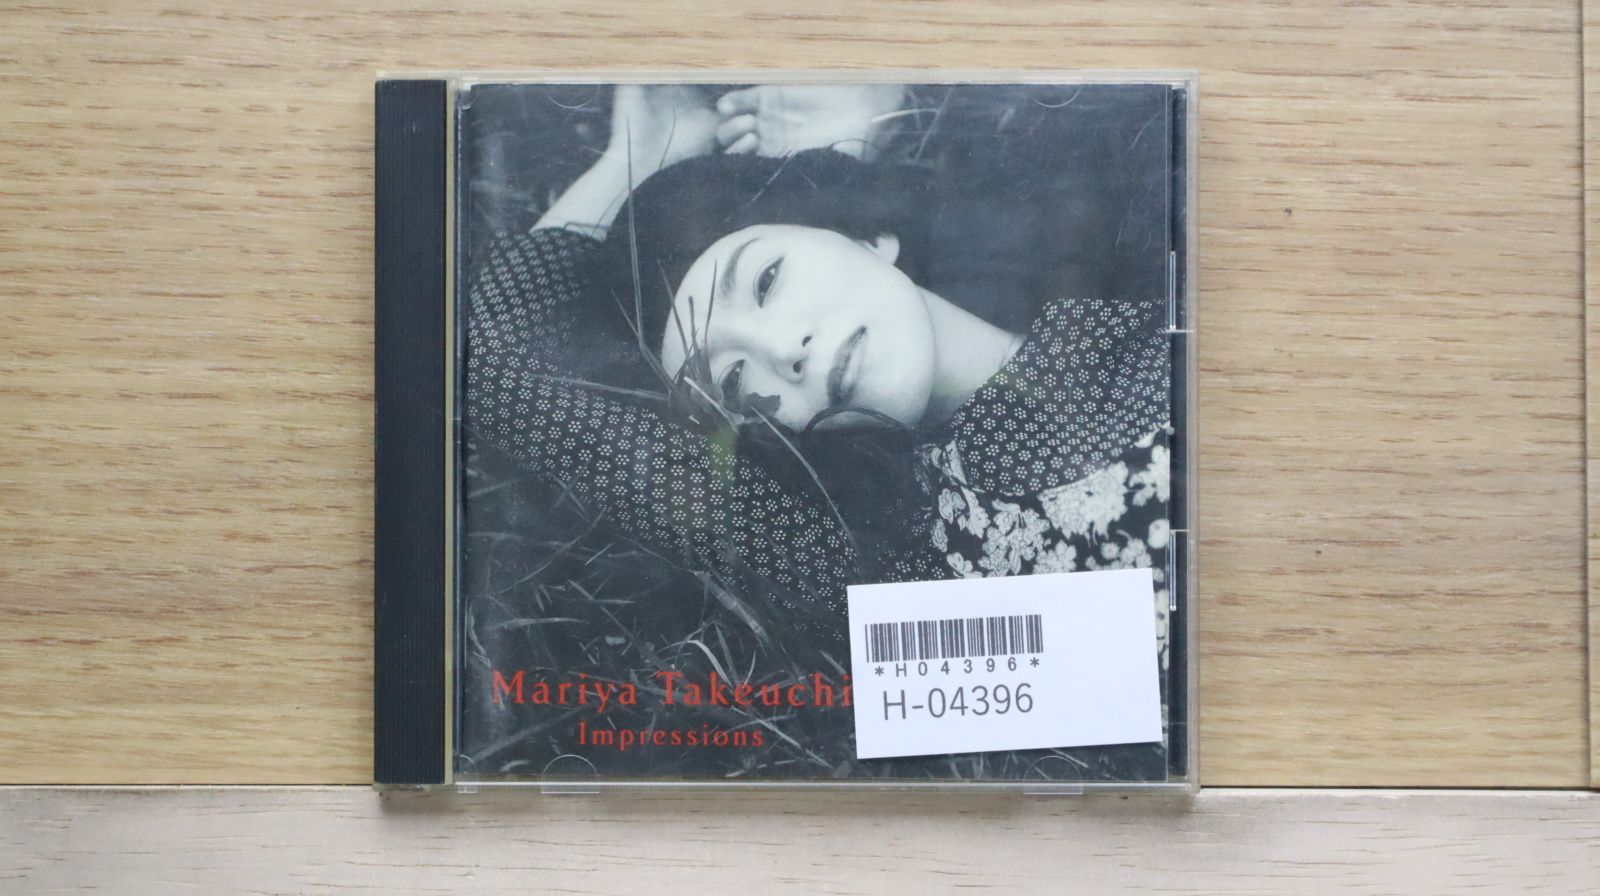 Mariya Takeuchi
Impressions
*H04396*
H-04396